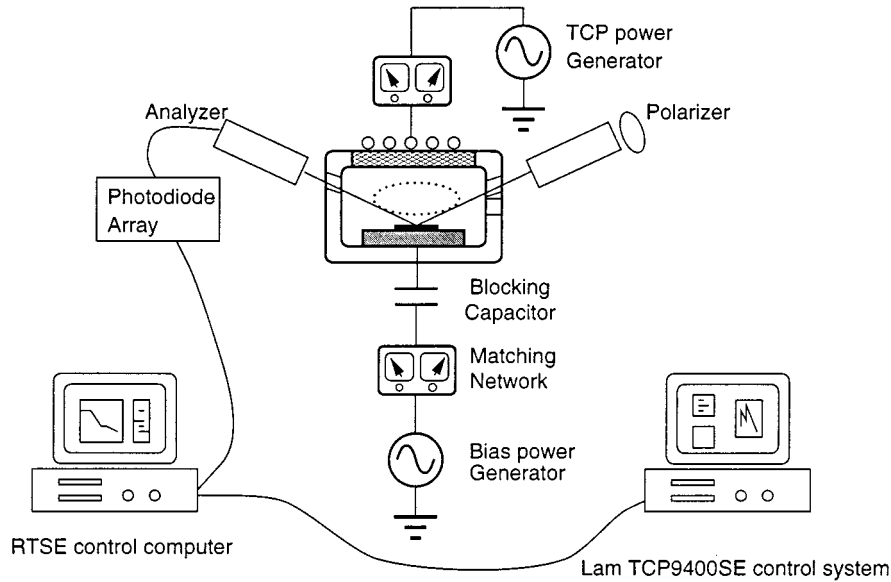 TCP power
Generator
Analyzer
Polarizer
Photodiode
Array
Blocking
Capacitor
Matching
Network
Bias power
Generator
RTSE control computer
Lam TCP9400SE control system